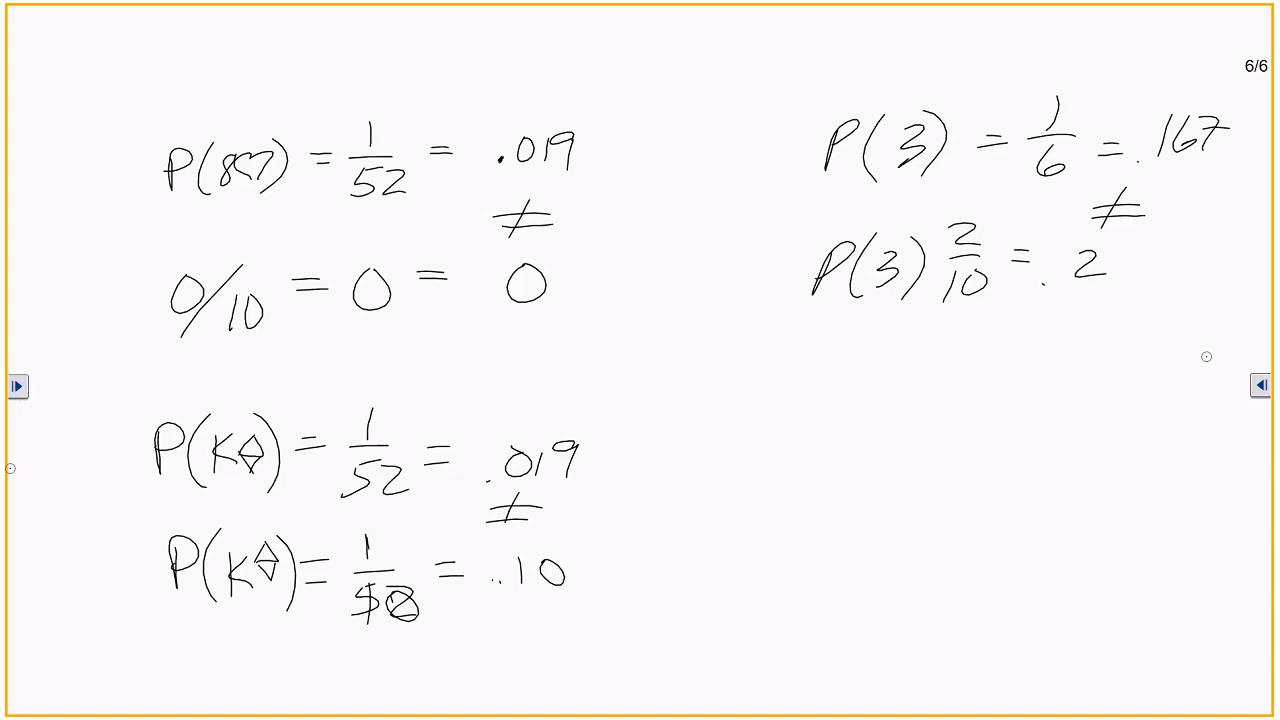 6/6
P(8♡) = 1/52 = .019
≠
0/10 = 0 = 0
P(K♢) = 1/52 = .019
≠
P(K♢) = 1/10 = .10
P(3) = 1/6 = .167
≠
P(3) 2/10 = .2